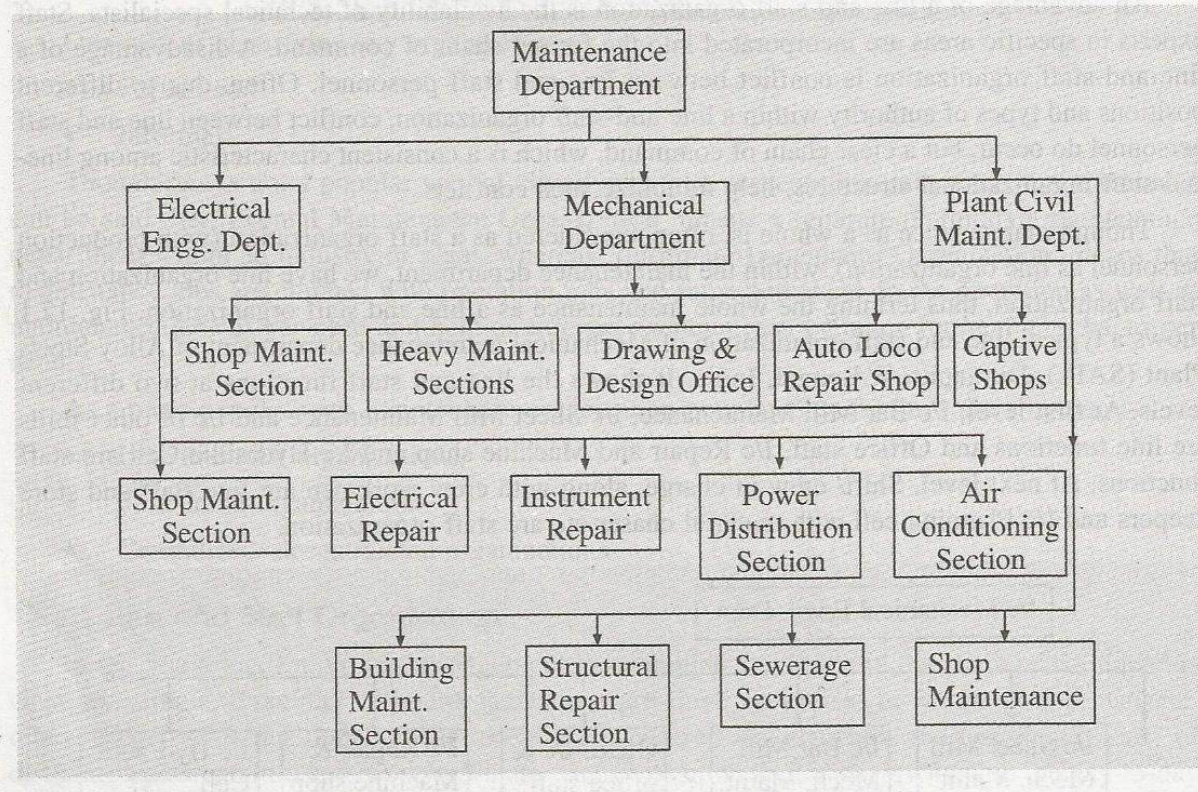 Maintenance
Department
Electrical
Engg. Dept.
Mechanical
Department
Plant Civil
Maint. Dept.
Shop Maint.
Section
Heavy Maint.
Sections
Drawing &
Design Office
Auto Loco
Repair Shop
Captive
Shops
Shop Maint.
Section
Electrical
Repair
Instrument
Repair
Power
Distribution
Section
Air
Conditioning
Section
Building
Maint.
Section
Structural
Repair
Section
Sewerage
Section
Shop
Maintenance